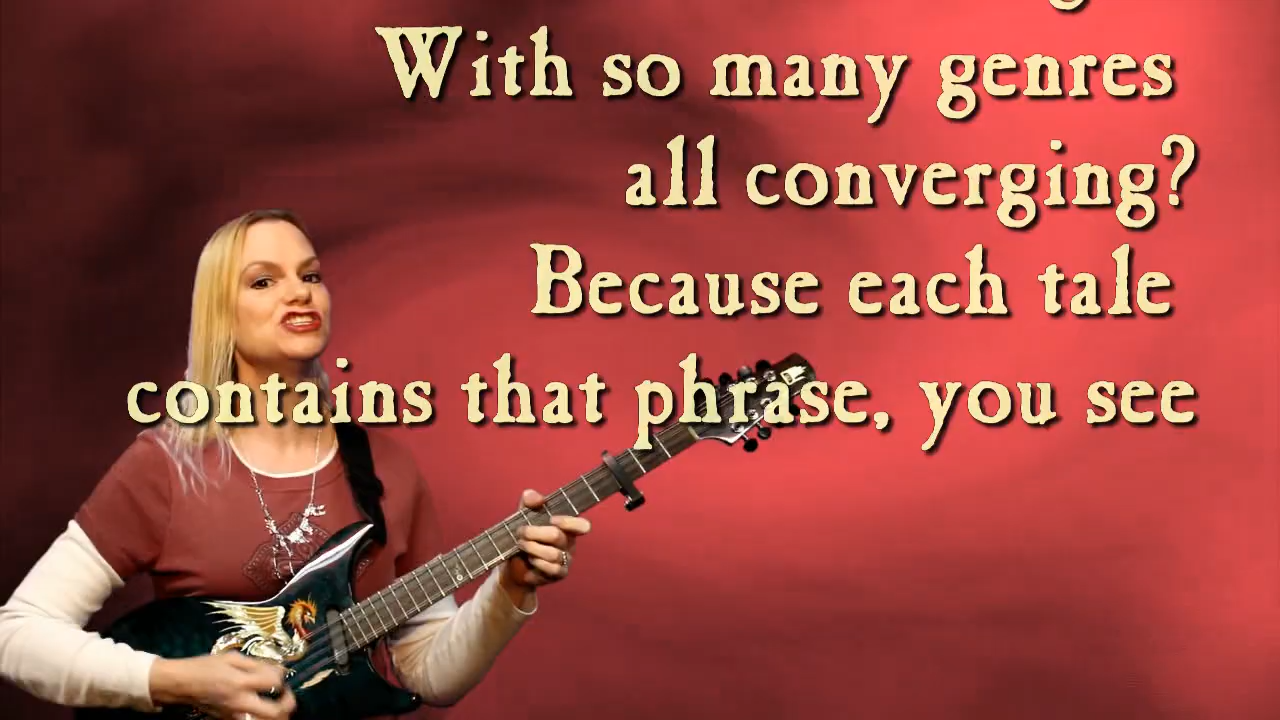 With so many genres
all converging?
Because each tale
contains that phrase, you see